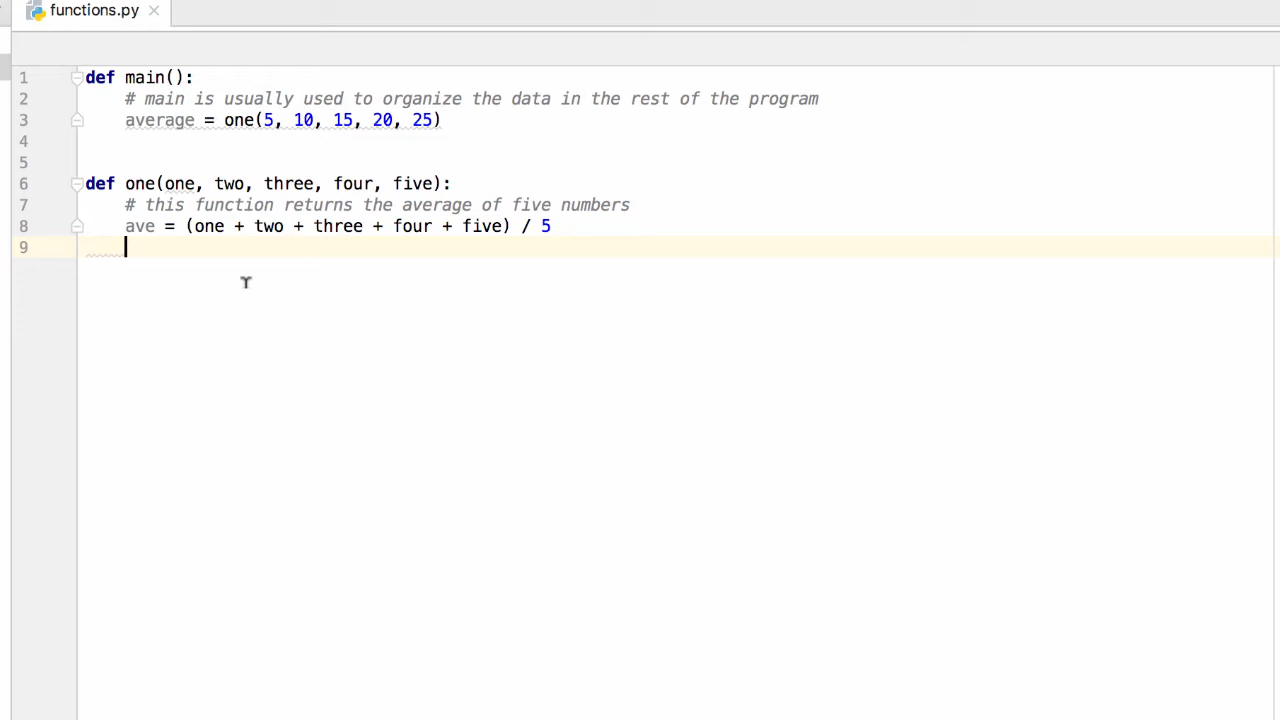 functions.py
1 def main():
2 # main is usually used to organize the data in the rest of the program
3 average = one(5, 10, 15, 20, 25)
4
5
6 def one(one, two, three, four, five):
7 # this function returns the average of five numbers
8 ave = (one + two + three + four + five) / 5
9